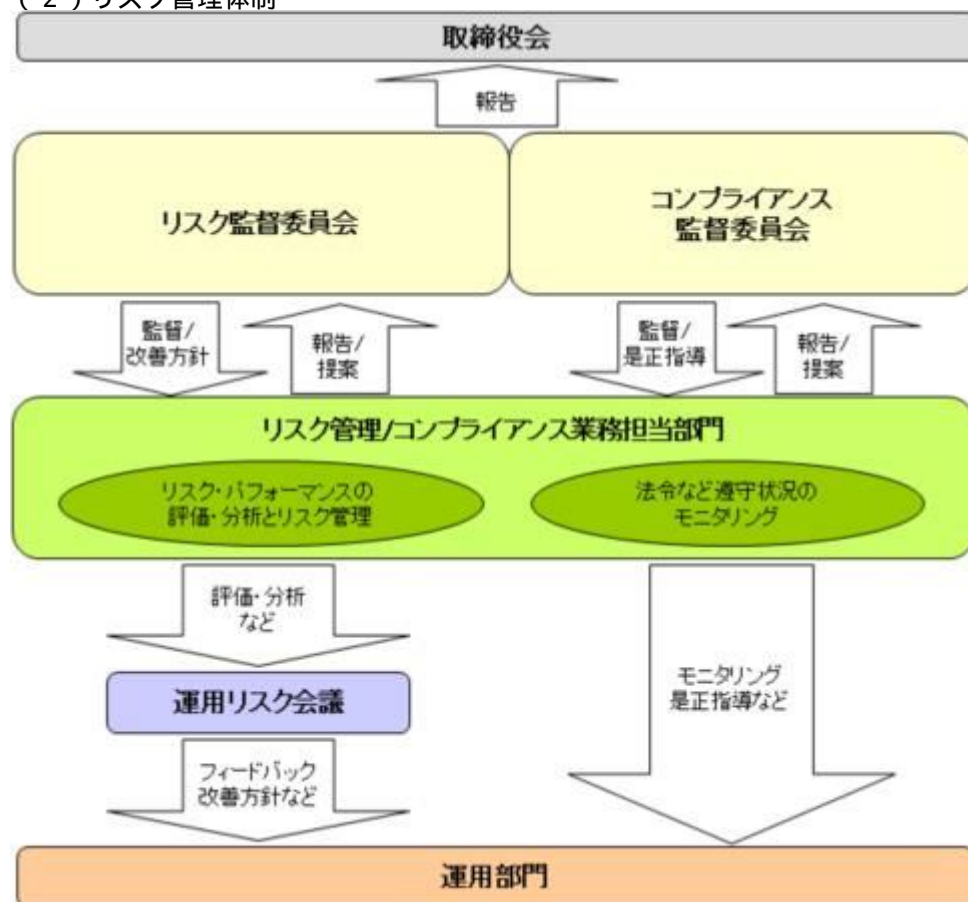 (2)リスク管理体制
取締役会
報告
リスク監督委員会
コンプライアンス
監督委員会
監督/
改善方針
報告/
提案
監督/
是正指導
報告/
提案
リスク管理/コンプライアンス業務担当部門
リスク・パフォーマンスの
評価・分析とリスク管理
法令など遵守状況の
モニタリング
評価・分析
など
運用リスク会議
モニタリング
是正指導など
フィードバック
改善方針など
運用部門